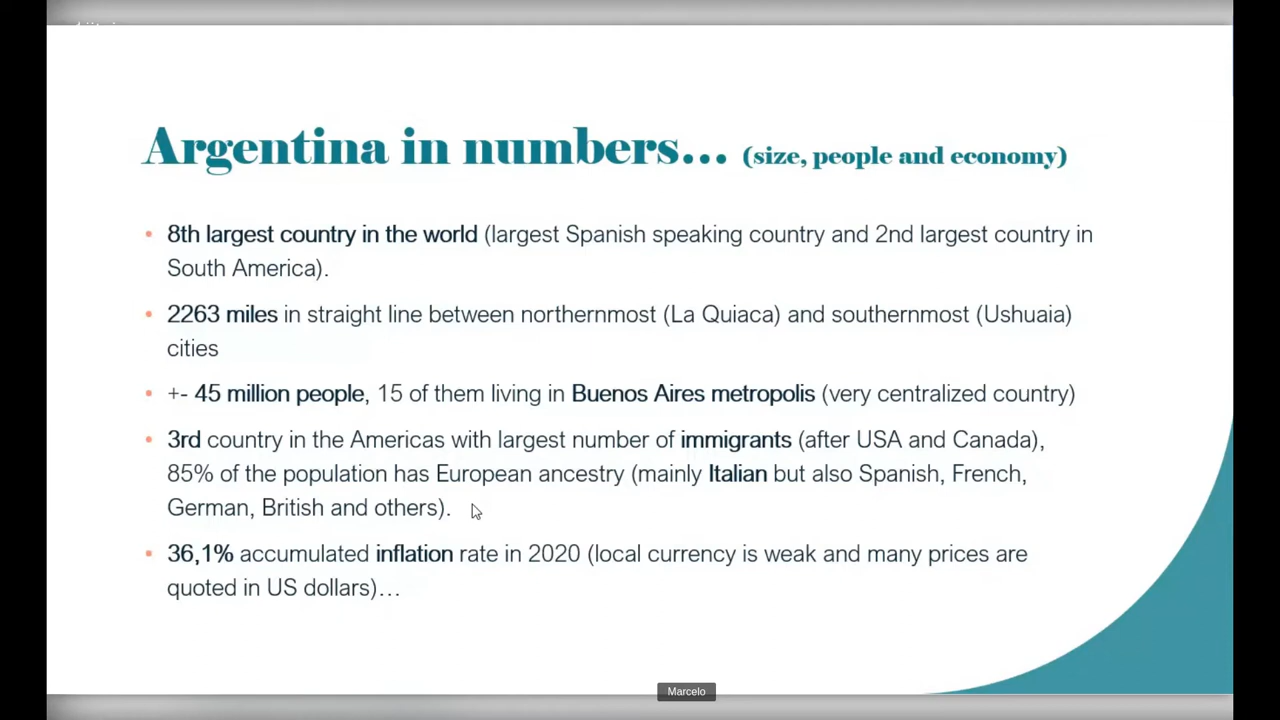 Argentina in numbers... (size, people and economy)
• 8th largest country in the world (largest Spanish speaking country and 2nd largest country in
South America).
• 2263 miles in straight line between northernmost (La Quiaca) and southernmost (Ushuaia)
cities
• +- 45 million people, 15 of them living in Buenos Aires metropolis (very centralized country)
• 3rd country in the Americas with largest number of immigrants (after USA and Canada),
85% of the population has European ancestry (mainly Italian but also Spanish, French,
German, British and others).
• 36,1% accumulated inflation rate in 2020 (local currency is weak and many prices are
quoted in US dollars)…
Marcelo